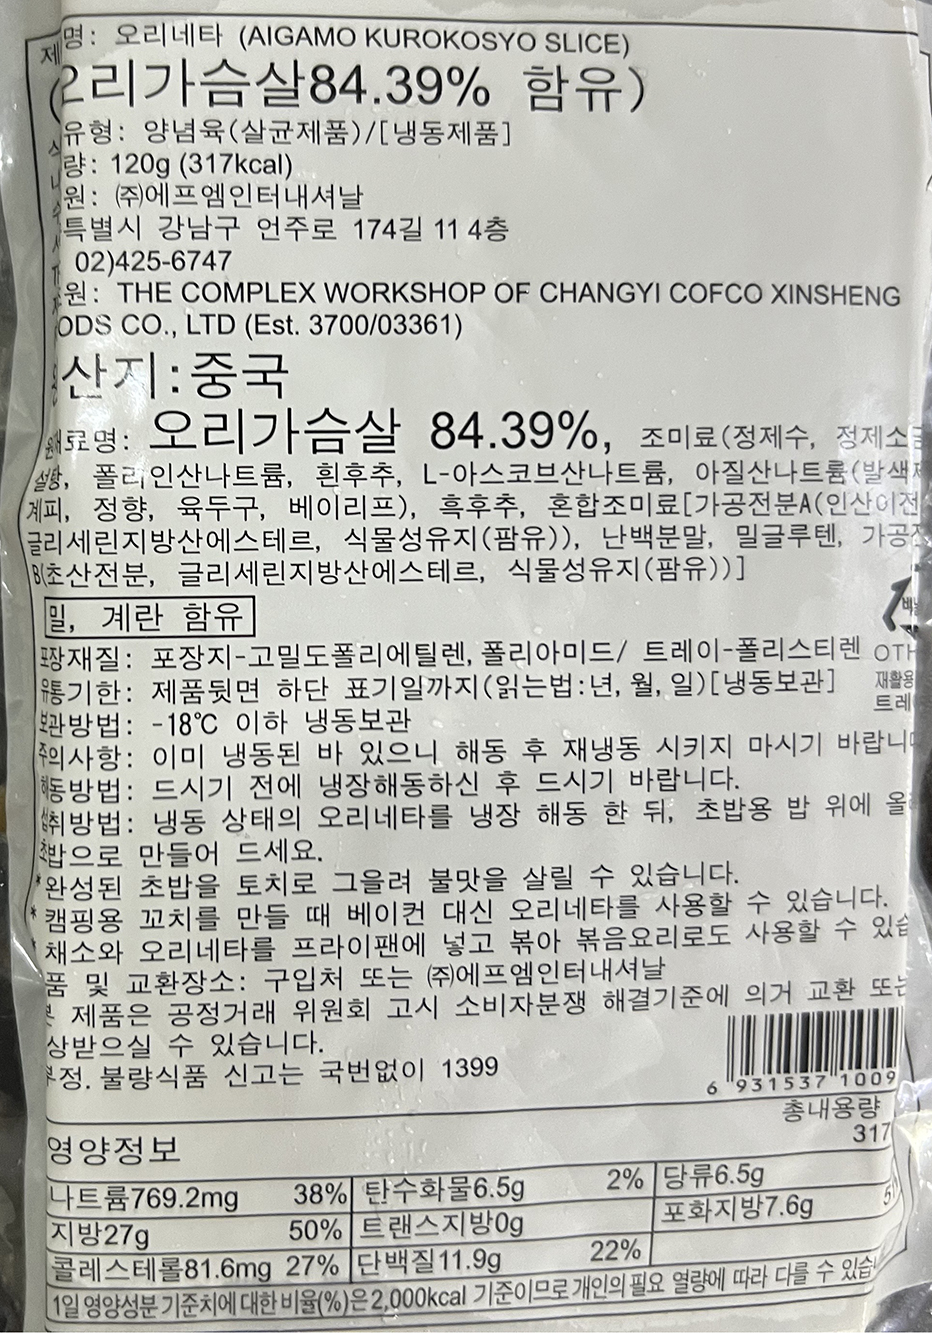 제품명: 오리네타 (AIGAMO KUROKOSYO SLICE)
(오리가슴살84.39% 함유)
유형: 양념육(살균제품)/[냉동제품]
량: 120g (317kcal)
원: ㈜에프엠인터내셔날
특별시 강남구 언주로 174길 11 4층
02)425-6747
원: THE COMPLEX WORKSHOP OF CHANGYI COFCO XINSHENG
ODS CO., LTD (Est. 3700/03361)
산지:중국
원재료명: 오리가슴살 84.39%, 조미료(정제수, 정제소금
설탕, 폴리인산나트륨, 흰후추, L-아스코브산나트륨, 아질산나트륨(발색제
계피, 정향, 육두구, 베이리프), 흑후추, 혼합조미료[가공전분A(인산이전
글리세린지방산에스테르, 식물성유지(팜유)), 난백분말, 밀글루텐, 가공전
B(초산전분, 글리세린지방산에스테르, 식물성유지(팜유))]
밀, 계란 함유
포장재질: 포장지-고밀도폴리에틸렌, 폴리아미드/ 트레이-폴리스티렌 OTH
유통기한: 제품뒷면 하단 표기일까지(읽는법:년, 월, 일)[냉동보관] 재활용
트레
보관방법: -18℃ 이하 냉동보관
주의사항: 이미 냉동된 바 있으니 해동 후 재냉동 시키지 마시기 바랍니다
해동방법: 드시기 전에 냉장해동하신 후 드시기 바랍니다.
섭취방법: 냉동 상태의 오리네타를 냉장 해동 한 뒤, 초밥용 밥 위에 올
초밥으로 만들어 드세요.
*완성된 초밥을 토치로 그을려 불맛을 살릴 수 있습니다.
* 캠핑용 꼬치를 만들 때 베이컨 대신 오리네타를 사용할 수 있습니다.
* 채소와 오리네타를 프라이팬에 넣고 볶아 볶음요리로도 사용할 수 있습
품 및 교환장소: 구입처 또는 ㈜에프엠인터내셔날
본 제품은 공정거래 위원회 고시 소비자분쟁 해결기준에 의거 교환 또는
상받으실 수 있습니다.
부정. 불량식품 신고는 국번없이 1399
6 931537 1009
총내용량
영양정보 317
나트륨769.2mg 38% 탄수화물6.5g 2% 당류6.5g
지방27g 50% 트랜스지방0g 포화지방7.6g
콜레스테롤81.6mg 27% 단백질11.9g 22%
1일 영양성분 기준치에 대한 비율(%)은 2,000kcal 기준이므로 개인의 필요 열량에 따라 다를 수 있습